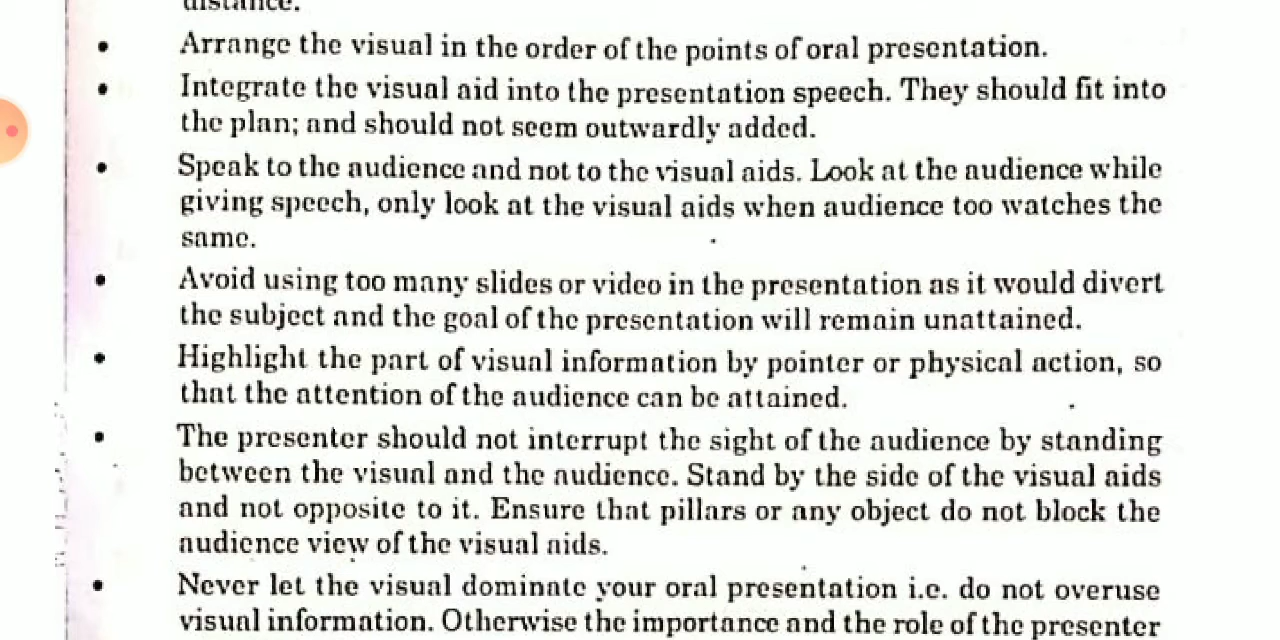 distance.
• Arrange the visual in the order of the points of oral presentation.
• Integrate the visual aid into the presentation speech. They should fit into
the plan; and should not seem outwardly added.
• Speak to the audience and not to the visual aids. Look at the audience while
giving speech, only look at the visual aids when audience too watches the
same.
• Avoid using too many slides or video in the presentation as it would divert
the subject and the goal of the presentation will remain unattained.
• Highlight the part of visual information by pointer or physical action, so
that the attention of the audience can be attained.
• The presenter should not interrupt the sight of the audience by standing
between the visual and the audience. Stand by the side of the visual aids
and not opposite to it. Ensure that pillars or any object do not block the
audience view of the visual aids.
• Never let the visual dominate your oral presentation i.e. do not overuse
visual information. Otherwise the importance and the role of the presenter